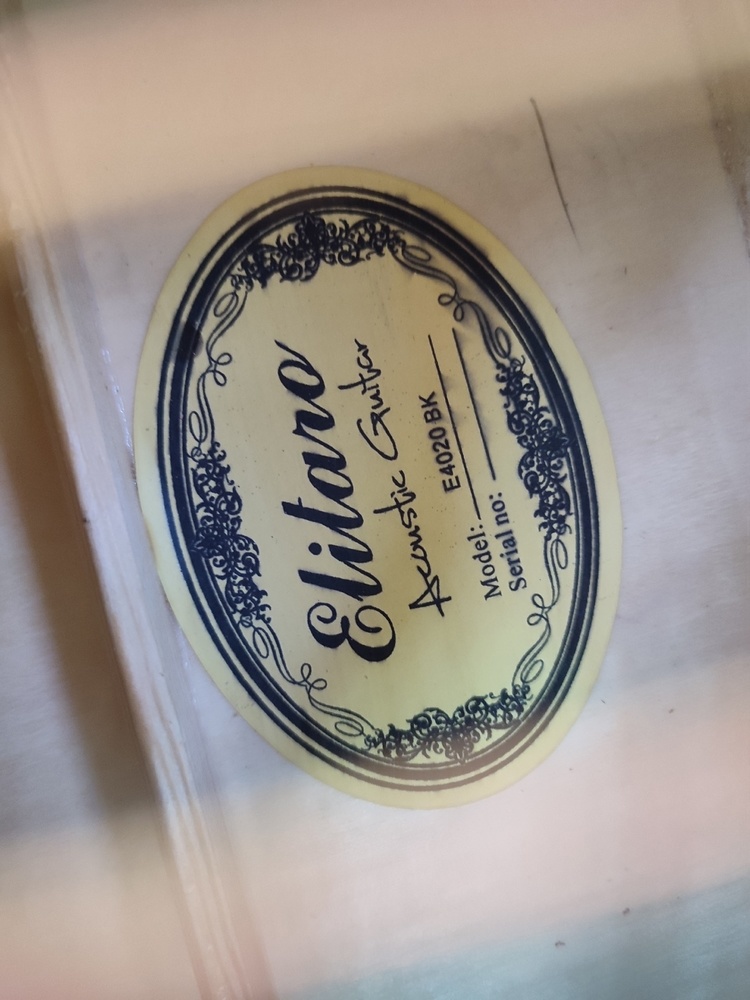 Elitaro
Acoustic Guitar
Model: E4020 BK
Serial no: